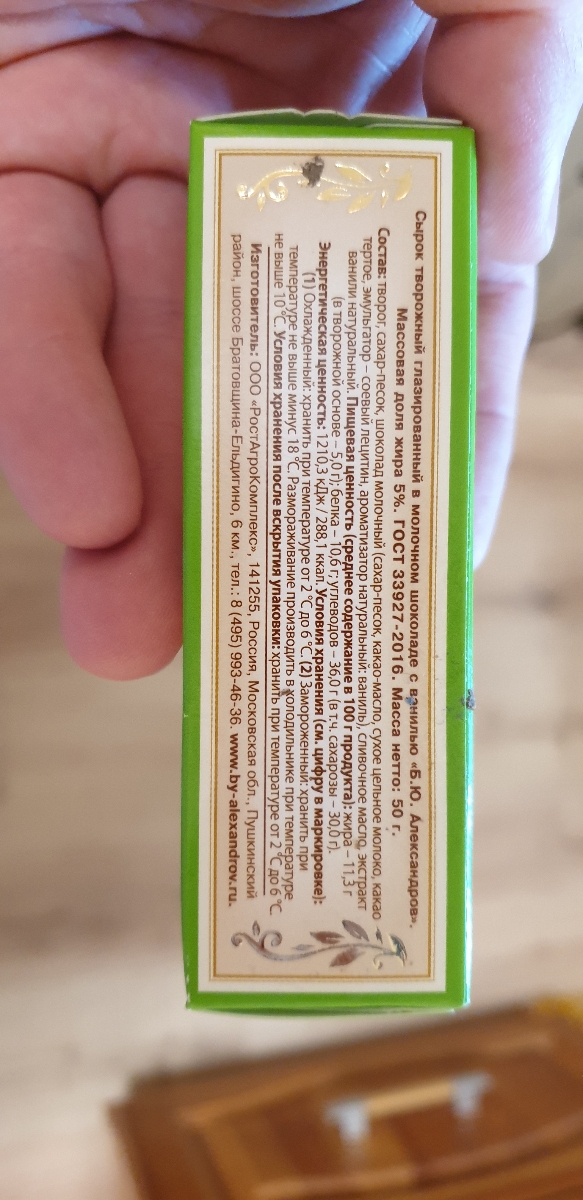 Сырок творожный глазированный в молочном шоколаде с ванилью «Б.Ю. Александров».
Массовая доля жира 5%. ГОСТ 33927-2016. Масса нетто: 50 г.
Состав: творог, сахар-песок, шоколад молочный (сахар-песок, какао-масло, сухое цельное молоко, какао
тертое, эмульгатор – соевый лецитин, ароматизатор натуральный: ваниль), сливочное масло, экстракт
ванили натуральный. Пищевая ценность (среднее содержание в 100 г продукта): жира – 11,3 г
(в творожной основе – 5,0 г); белка – 10,6 г; углеводов – 36,0 г (в т.ч. сахарозы – 30,0 г).
Энергетическая ценность: 1210,3 кДж / 288,1 ккал. Условия хранения (см. цифру в маркировке):
(1) Охлажденный: хранить при температуре от 2 °С до 6 °С. (2) Замороженный: хранить при
температуре не выше минус 18 °С. Размораживание производить в холодильнике при температуре
не выше 10 °С. Условия хранения после вскрытия упаковки: хранить при температуре от 2 °С до 6 °С.
Изготовитель: ООО «РостАгроКомплекс», 141255, Россия, Московская обл., Пушкинский
район, шоссе Братовщина-Ельдигино, 6 км., тел.: 8 (495) 993-46-36. www.by-alexandrov.ru.